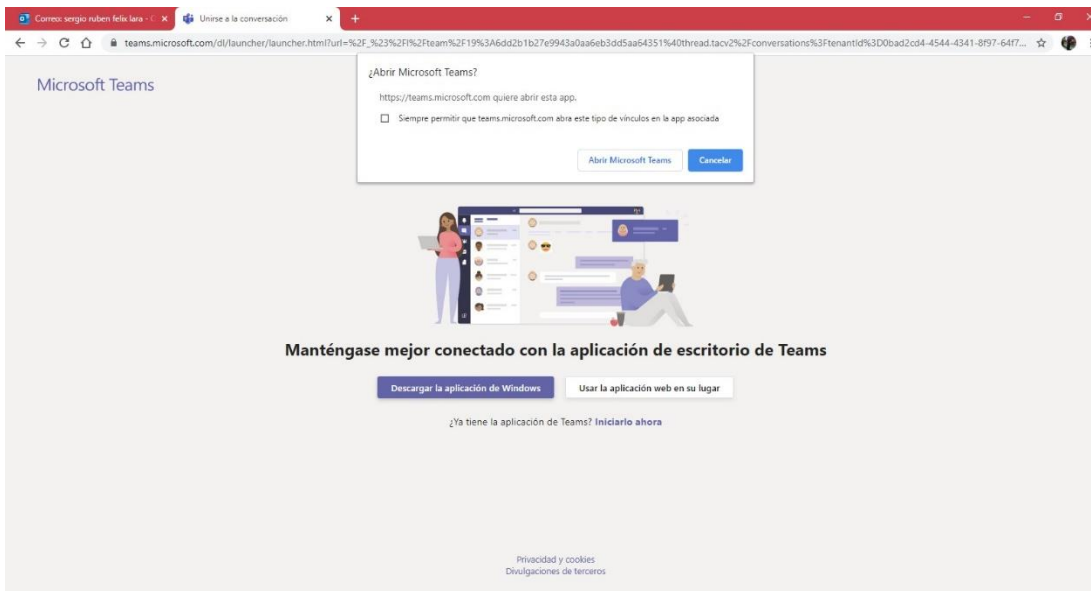 Correo: sergio ruben felix lara - O
Unirse a la conversación
teams.microsoft.com/dl/launcher/launcher.html?url=%2F_%23%2Fl%2Fteam%2F19%3A6dd2b1b27e9943a0aa6eb3dd5aa64351%40thread.tacv2%2Fconversations%3FtenantId%3D0bad2cd4-4544-4341-8f97-64f7...
¿Abrir Microsoft Teams?
Microsoft Teams
https://teams.microsoft.com quiere abrir esta app.
Siempre permitir que teams.microsoft.com abra este tipo de vínculos en la app asociada
Abrir Microsoft Teams
Cancelar
Manténgase mejor conectado con la aplicación de escritorio de Teams
Descargar la aplicación de Windows
Usar la aplicación web en su lugar
¿Ya tiene la aplicación de Teams? Iniciarlo ahora
Privacidad y cookies
Divulgaciones de terceros